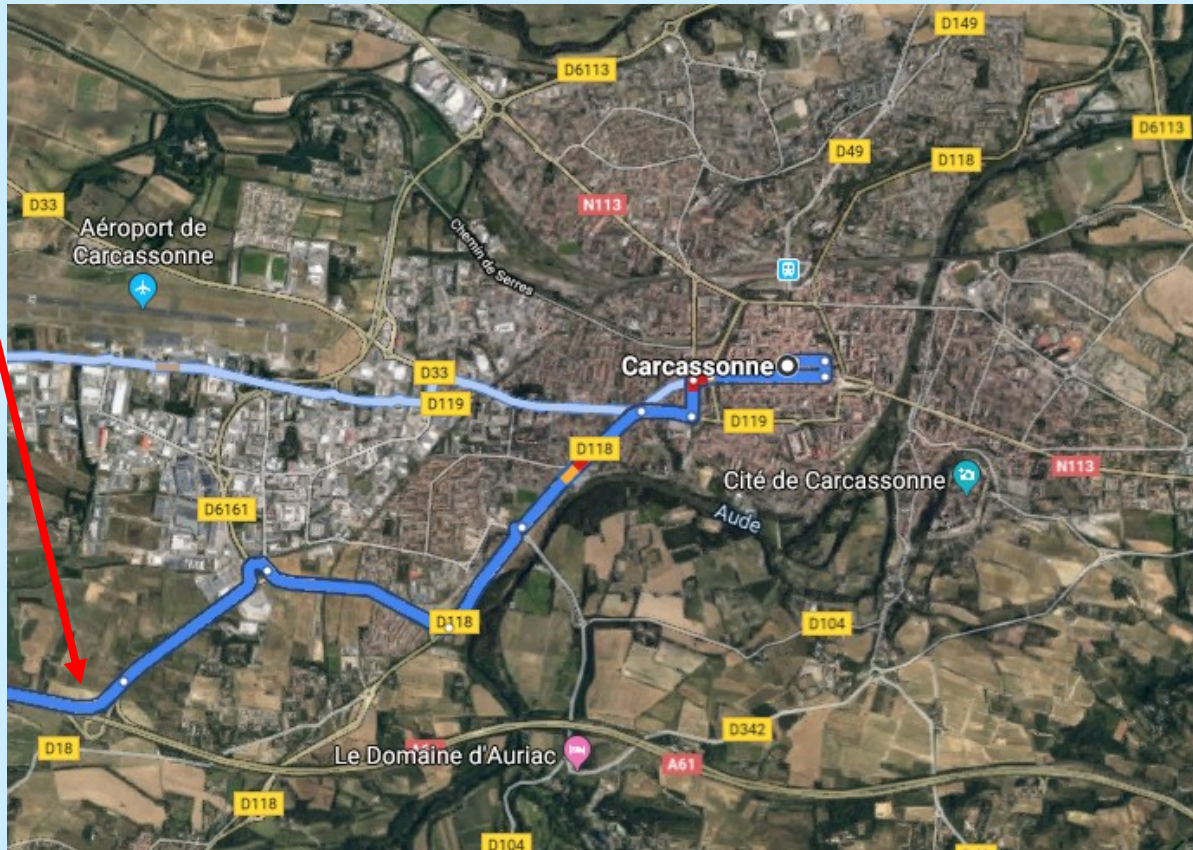 D149
D6113
D6113
D49
D118
D33
N113
Aéroport de
Carcassonne
Chemin de Serres
Carcassonne
D33
D119
D119
D118
N113
Cité de Carcassonne
D6161
Aude
D118
D104
D342
D18
Le Domaine d'Auriac
A61
D118
D104